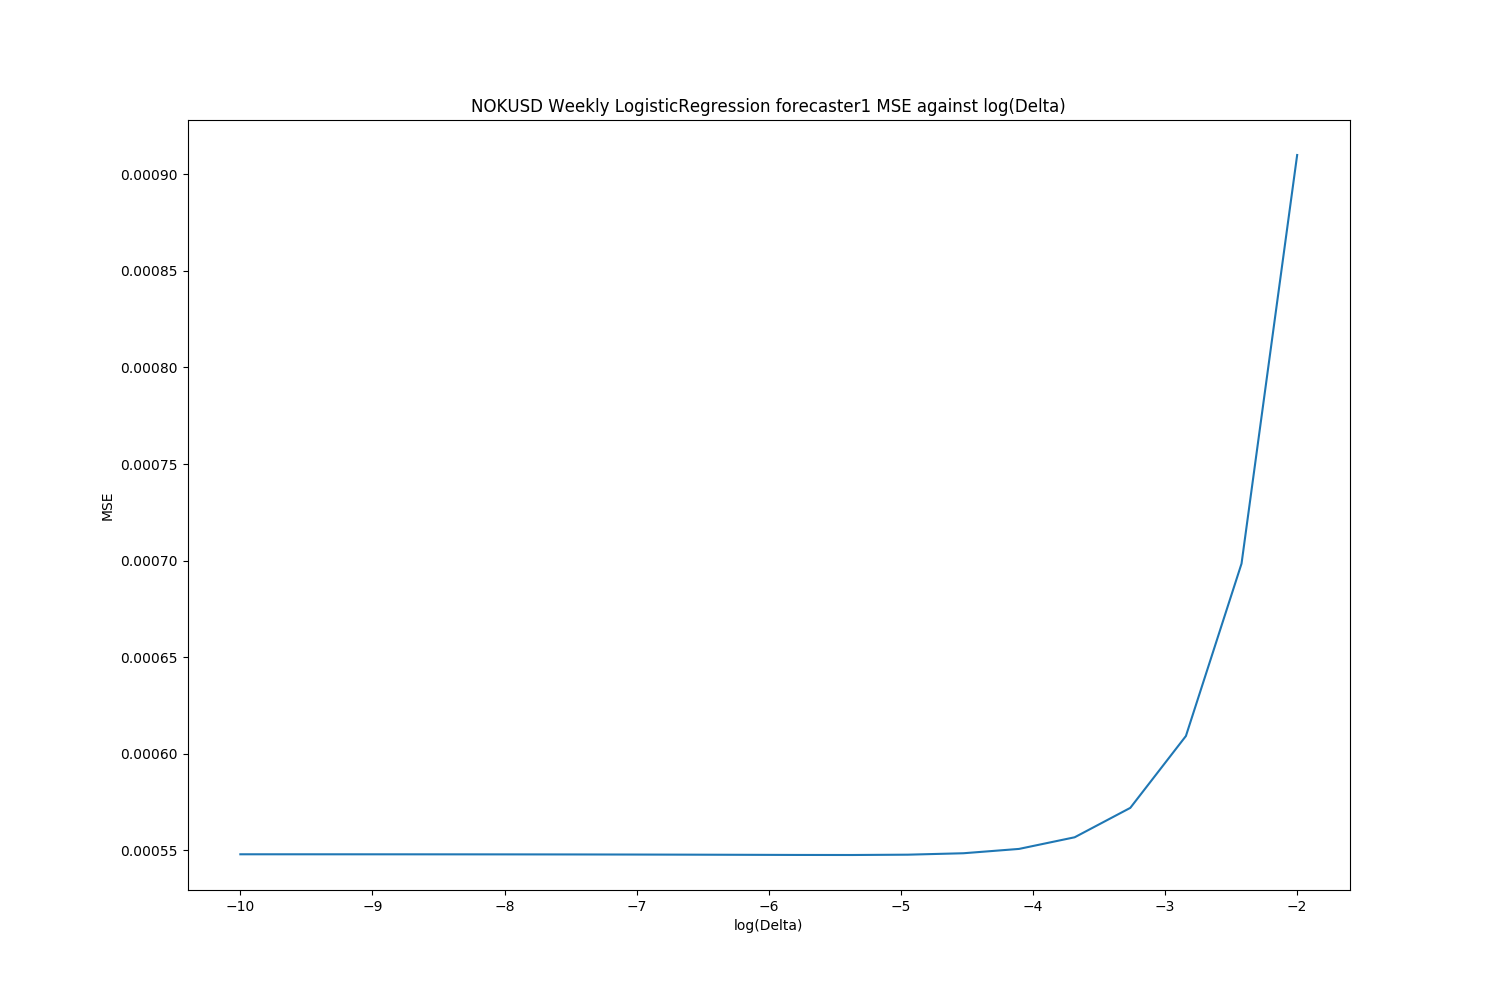 NOKUSD Weekly LogisticRegression forecaster1 MSE against log(Delta)
0.00090
0.00085
0.00080
0.00075
MSE
0.00070
0.00065
0.00060
0.00055
−10 −9 −8 −7 −6 −5 −4 −3 −2
log(Delta)